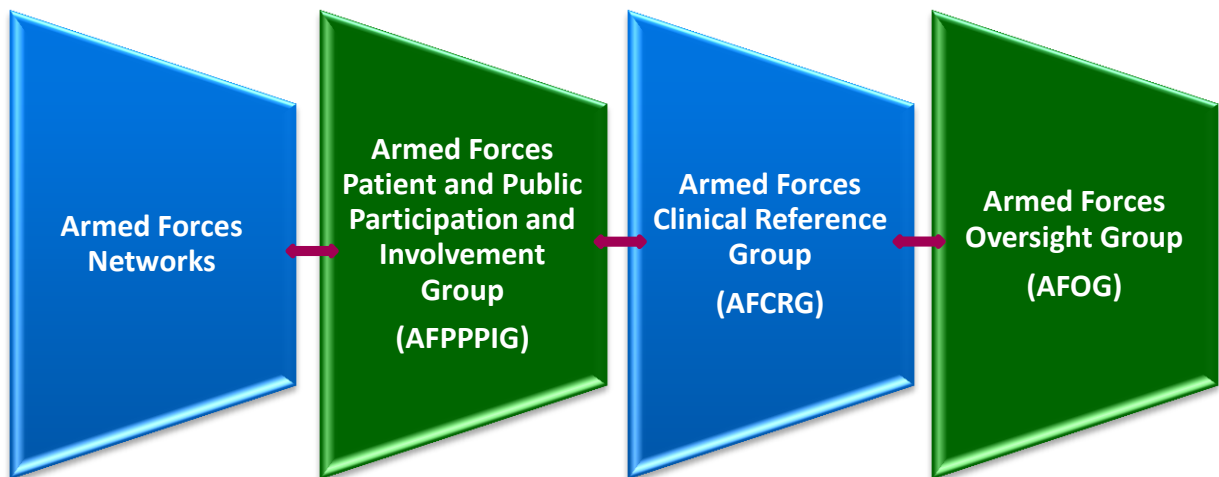 Armed Forces
Networks
Armed Forces
Patient and Public
Participation and
Involvement
Group
(AFPPPIG)
Armed Forces
Clinical Reference
Group
(AFCRG)
Armed Forces
Oversight Group
(AFOG)